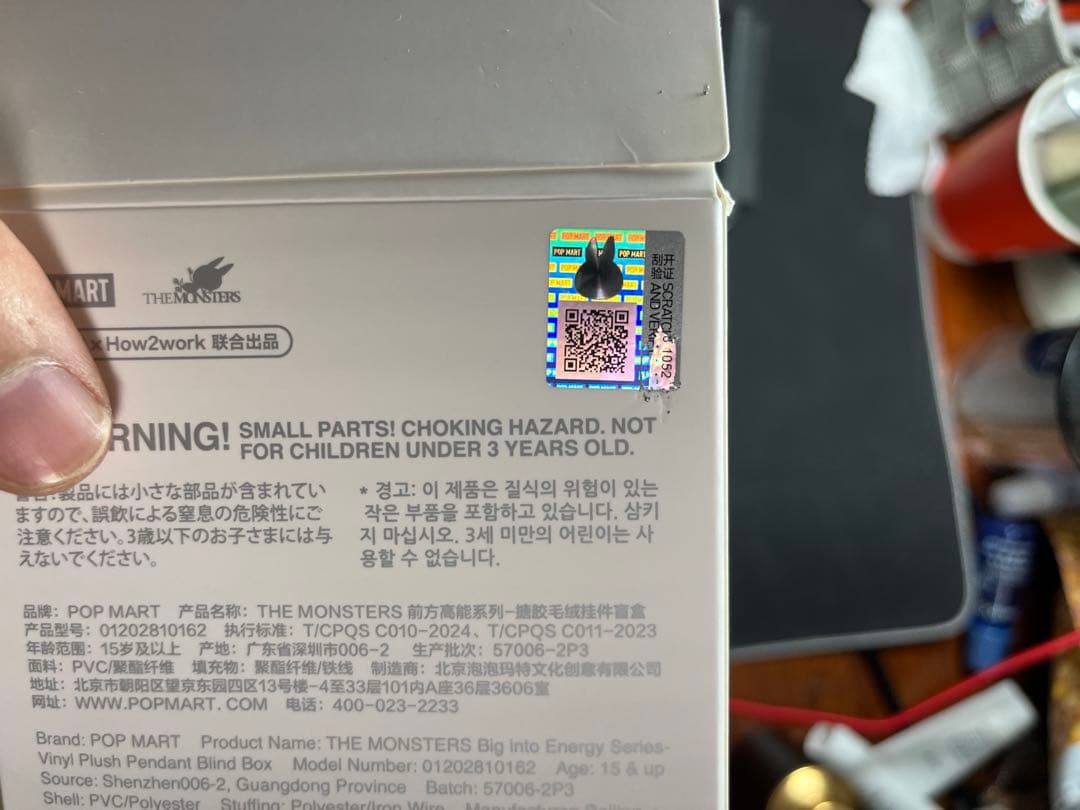 MART
THE MONSTERS
× How2work 联合出品
POP MART
POP MART
开盒 SCRATCH
刮验 AND VER
1052
RNING! SMALL PARTS! CHOKING HAZARD. NOT
FOR CHILDREN UNDER 3 YEARS OLD.
製品には小さな部品が含まれてい
ますので、誤飲による窒息の危険性にご
注意ください。3歳以下のお子さまには与
えないでください。
* 경고: 이 제품은 질식의 위험이 있는
작은 부품을 포함하고 있습니다. 삼키
지 마십시오. 3세 미만의 어린이는 사
용할 수 없습니다.
品牌：POP MART 产品名称：THE MONSTERS 前方高能系列-搪胶毛绒挂件盲盒
产品型号：01202810162 执行标准：T/CPQS C010-2024、T/CPQS C011-2023
年龄范围：15岁及以上 产地：广东省深圳市006-2 生产批次：57006-2P3
面料：PVC/聚酯纤维 填充物：聚酯纤维/铁线 制造商：北京泡泡玛特文化创意有限公司
地址：北京市朝阳区望京东园四区13号楼-4至33层101内A座36层3606室
网址：WWW.POPMART.COM 电话：400-023-2233
Brand: POP MART Product Name: THE MONSTERS Big into Energy Series-
Vinyl Plush Pendant Blind Box Model Number: 01202810162 Age: 15 & up
Source: Shenzhen006-2, Guangdong Province Batch: 57006-2P3
Shell: PVC/Polyester Stuffing: Polyester/Iron Wire